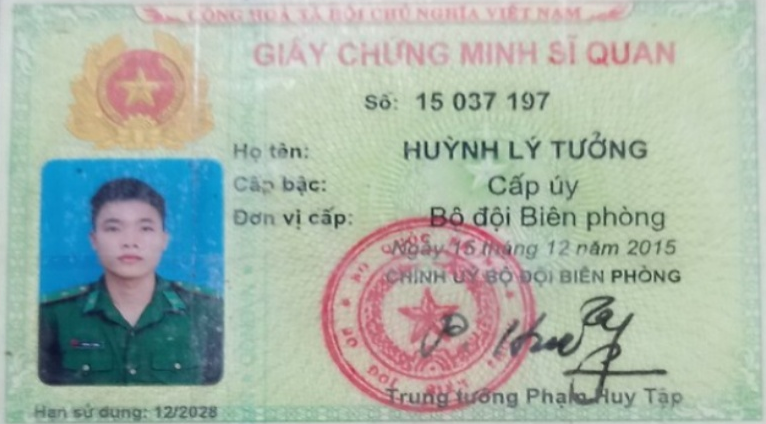 CỘNG HOÀ XÃ HỘI CHỦ NGHĨA VIỆT NAM
GIẤY CHỨNG MINH SĨ QUAN
Số: 15 037 197
Họ tên: HUỲNH LÝ TƯỞNG
Cấp bậc: Cấp úy
Đơn vị cấp: Bộ đội Biên phòng
Ngày 15 tháng 12 năm 2015
CHÍNH UỶ BỘ ĐỘI BIÊN PHÒNG
Trung tướng Phạm Huy Tập
Hạn sử dụng: 12/2028